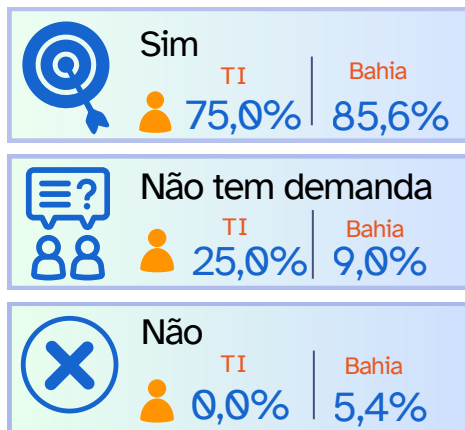 Sim
TI Bahia
75,0% 85,6%
?
Não tem demanda
TI Bahia
25,0% 9,0%
Não
TI Bahia
0,0% 5,4%